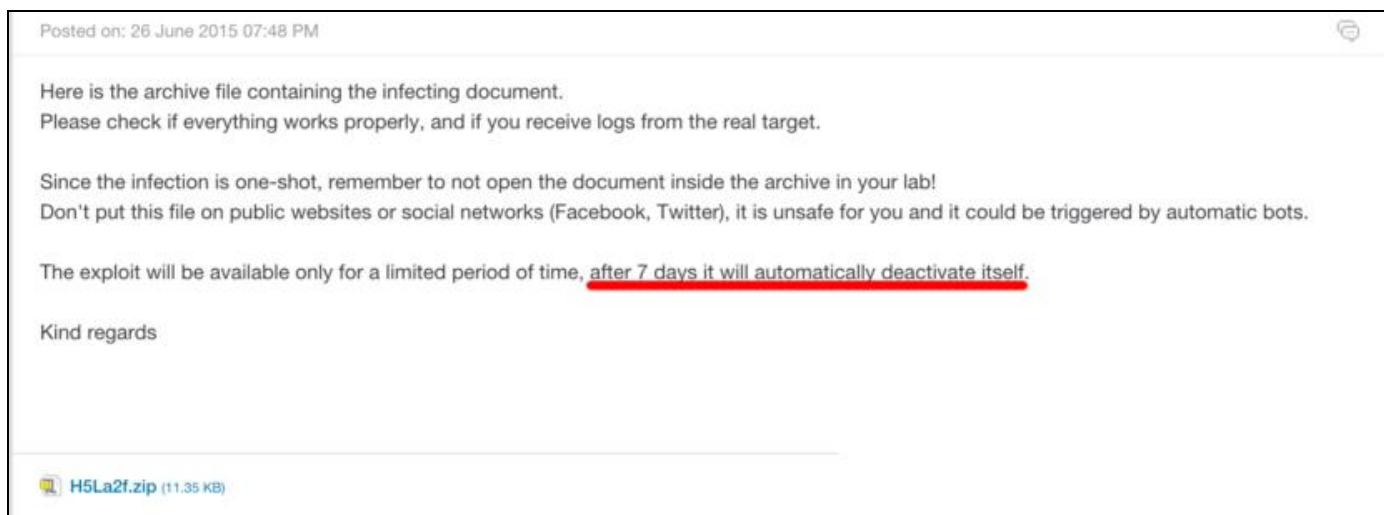 Posted on: 26 June 2015 07:48 PM
Here is the archive file containing the infecting document.
Please check if everything works properly, and if you receive logs from the real target.
Since the infection is one-shot, remember to not open the document inside the archive in your lab!
Don't put this file on public websites or social networks (Facebook, Twitter), it is unsafe for you and it could be triggered by automatic bots.
The exploit will be available only for a limited period of time, after 7 days it will automatically deactivate itself.
Kind regards
H5La2f.zip (11.35 KB)